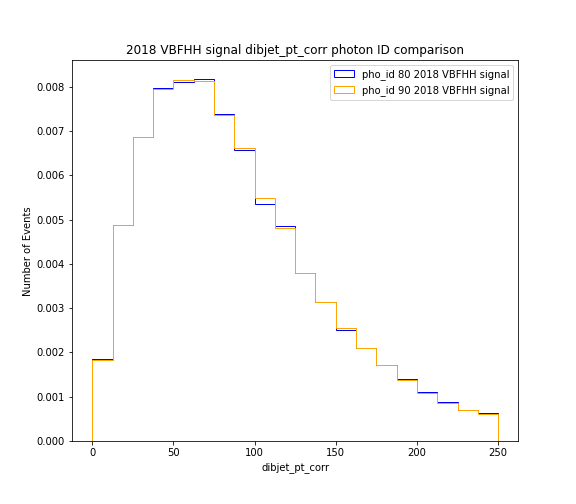 2018 VBFHH signal dibjet_pt_corr photon ID comparison
pho_id 80 2018 VBFHH signal
pho_id 90 2018 VBFHH signal
Number of Events
0.008
0.007
0.006
0.005
0.004
0.003
0.002
0.001
0.000
0 50 100 150 200 250
dibjet_pt_corr